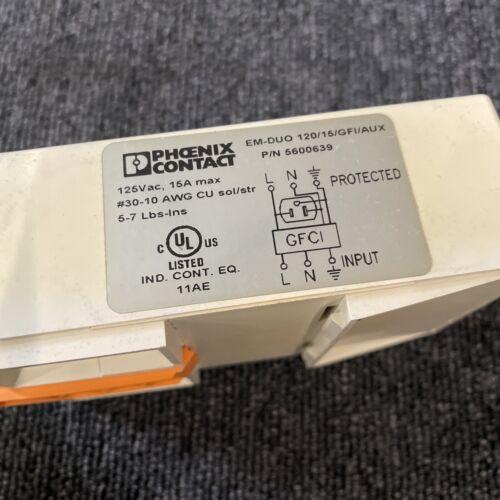 PHŒNIX
CONTACT
EM-DUO 120/15/GFI/AUX
P/N 5600639
125Vac, 15A max
#30-10 AWG CU sol/str
5-7 Lbs-Ins
C UL US
LISTED
IND. CONT. EQ.
11AE
L N
PROTECTED
GFCI
L N
INPUT